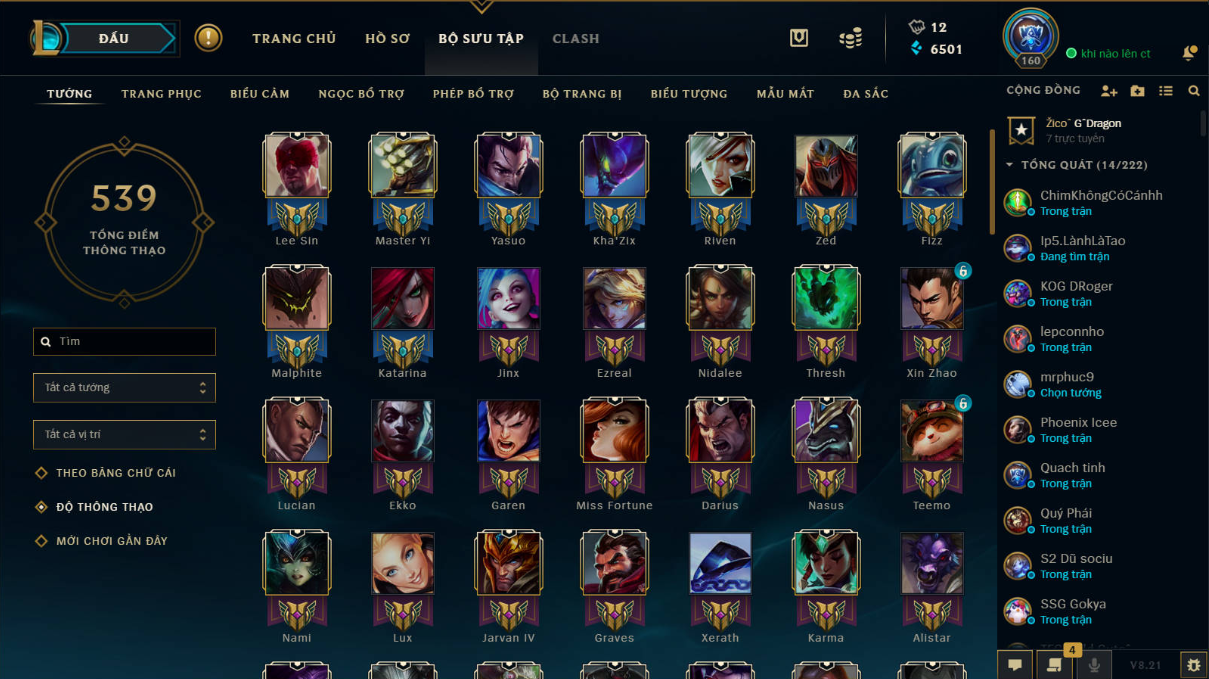 ĐẤU
TRANG CHỦ
HỒ SƠ
BỘ SƯU TẬP
CLASH
12
6501
160
khi nào lên ct
TƯỚNG
TRANG PHỤC
BIỂU CẢM
NGỌC BỔ TRỢ
PHÉP BỔ TRỢ
BỘ TRANG BỊ
BIỂU TƯỢNG
MẪU MẮT
ĐA SẮC
CỘNG ĐỒNG
Žico˜ G˜Dragon
7 trực tuyến
TỔNG QUÁT (14/222)
539
TỔNG ĐIỂM
THÔNG THẠO
Tìm
Tất cả tướng
Tất cả vị trí
THEO BẢNG CHỮ CÁI
ĐỘ THÔNG THẠO
MỚI CHƠI GẦN ĐÂY
Lee Sin
Master Yi
Yasuo
Kha'Zix
Riven
Zed
Fizz
6
Malphite
Katarina
Jinx
Ezreal
Nidalee
Thresh
Xin Zhao
6
Lucian
Ekko
Garen
Miss Fortune
Darius
Nasus
Teemo
Nami
Lux
Jarvan IV
Graves
Xerath
Karma
Alistar
ChimKhôngCóCánhh
Trong trận
Ip5.LànhLàTao
Đang tìm trận
KOG DRoger
Trong trận
lepconnho
Trong trận
mrphuc9
Chọn tướng
Phoenix Icee
Trong trận
Quach tinh
Trong trận
Quý Phái
Trong trận
S2 Dũ sociu
Trong trận
SSG Gokya
Trong trận
4
V8.21